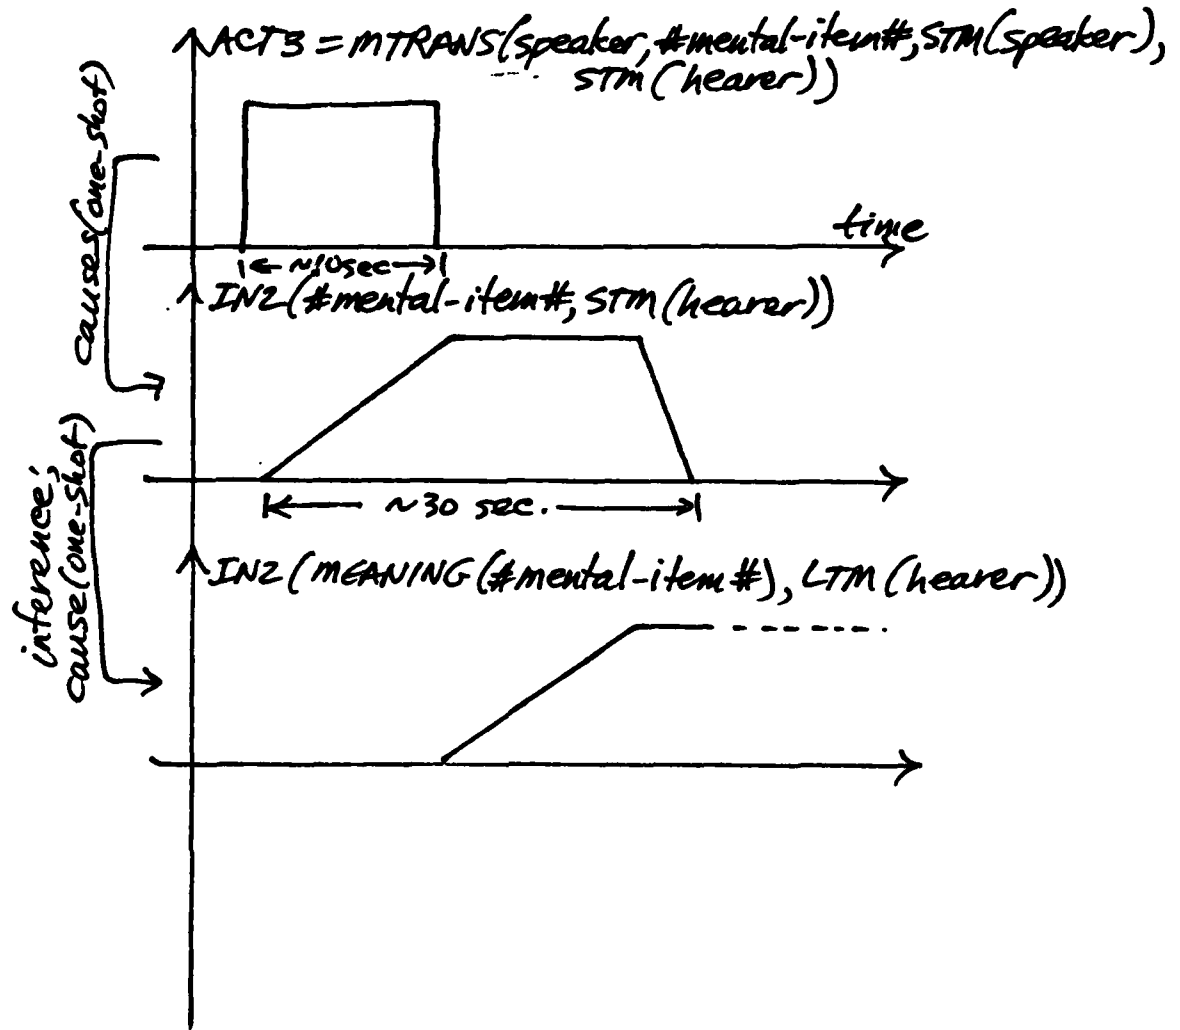 ACT3 = MTRANS(speaker, #mental-item#, STM(speaker),
STM(hearer))
causes(one-shot)
time
~10sec
IN2(#mental-item#, STM(hearer))
inference;
cause(one-shot)
~30 sec.
IN2(MEANING(#mental-item#), LTM(hearer))